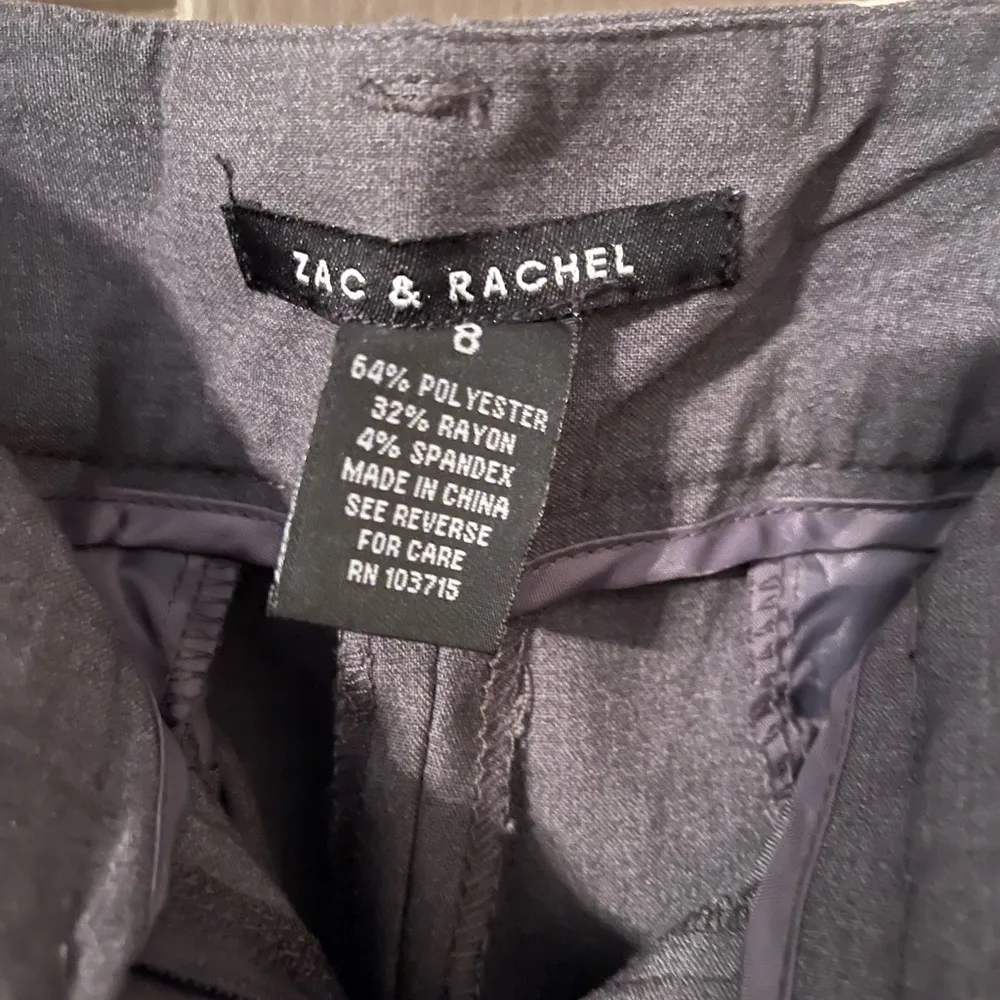 ZAC & RACHEL
8
64% POLYESTER
32% RAYON
4% SPANDEX
MADE IN CHINA
SEE REVERSE
FOR CARE
RN 103715